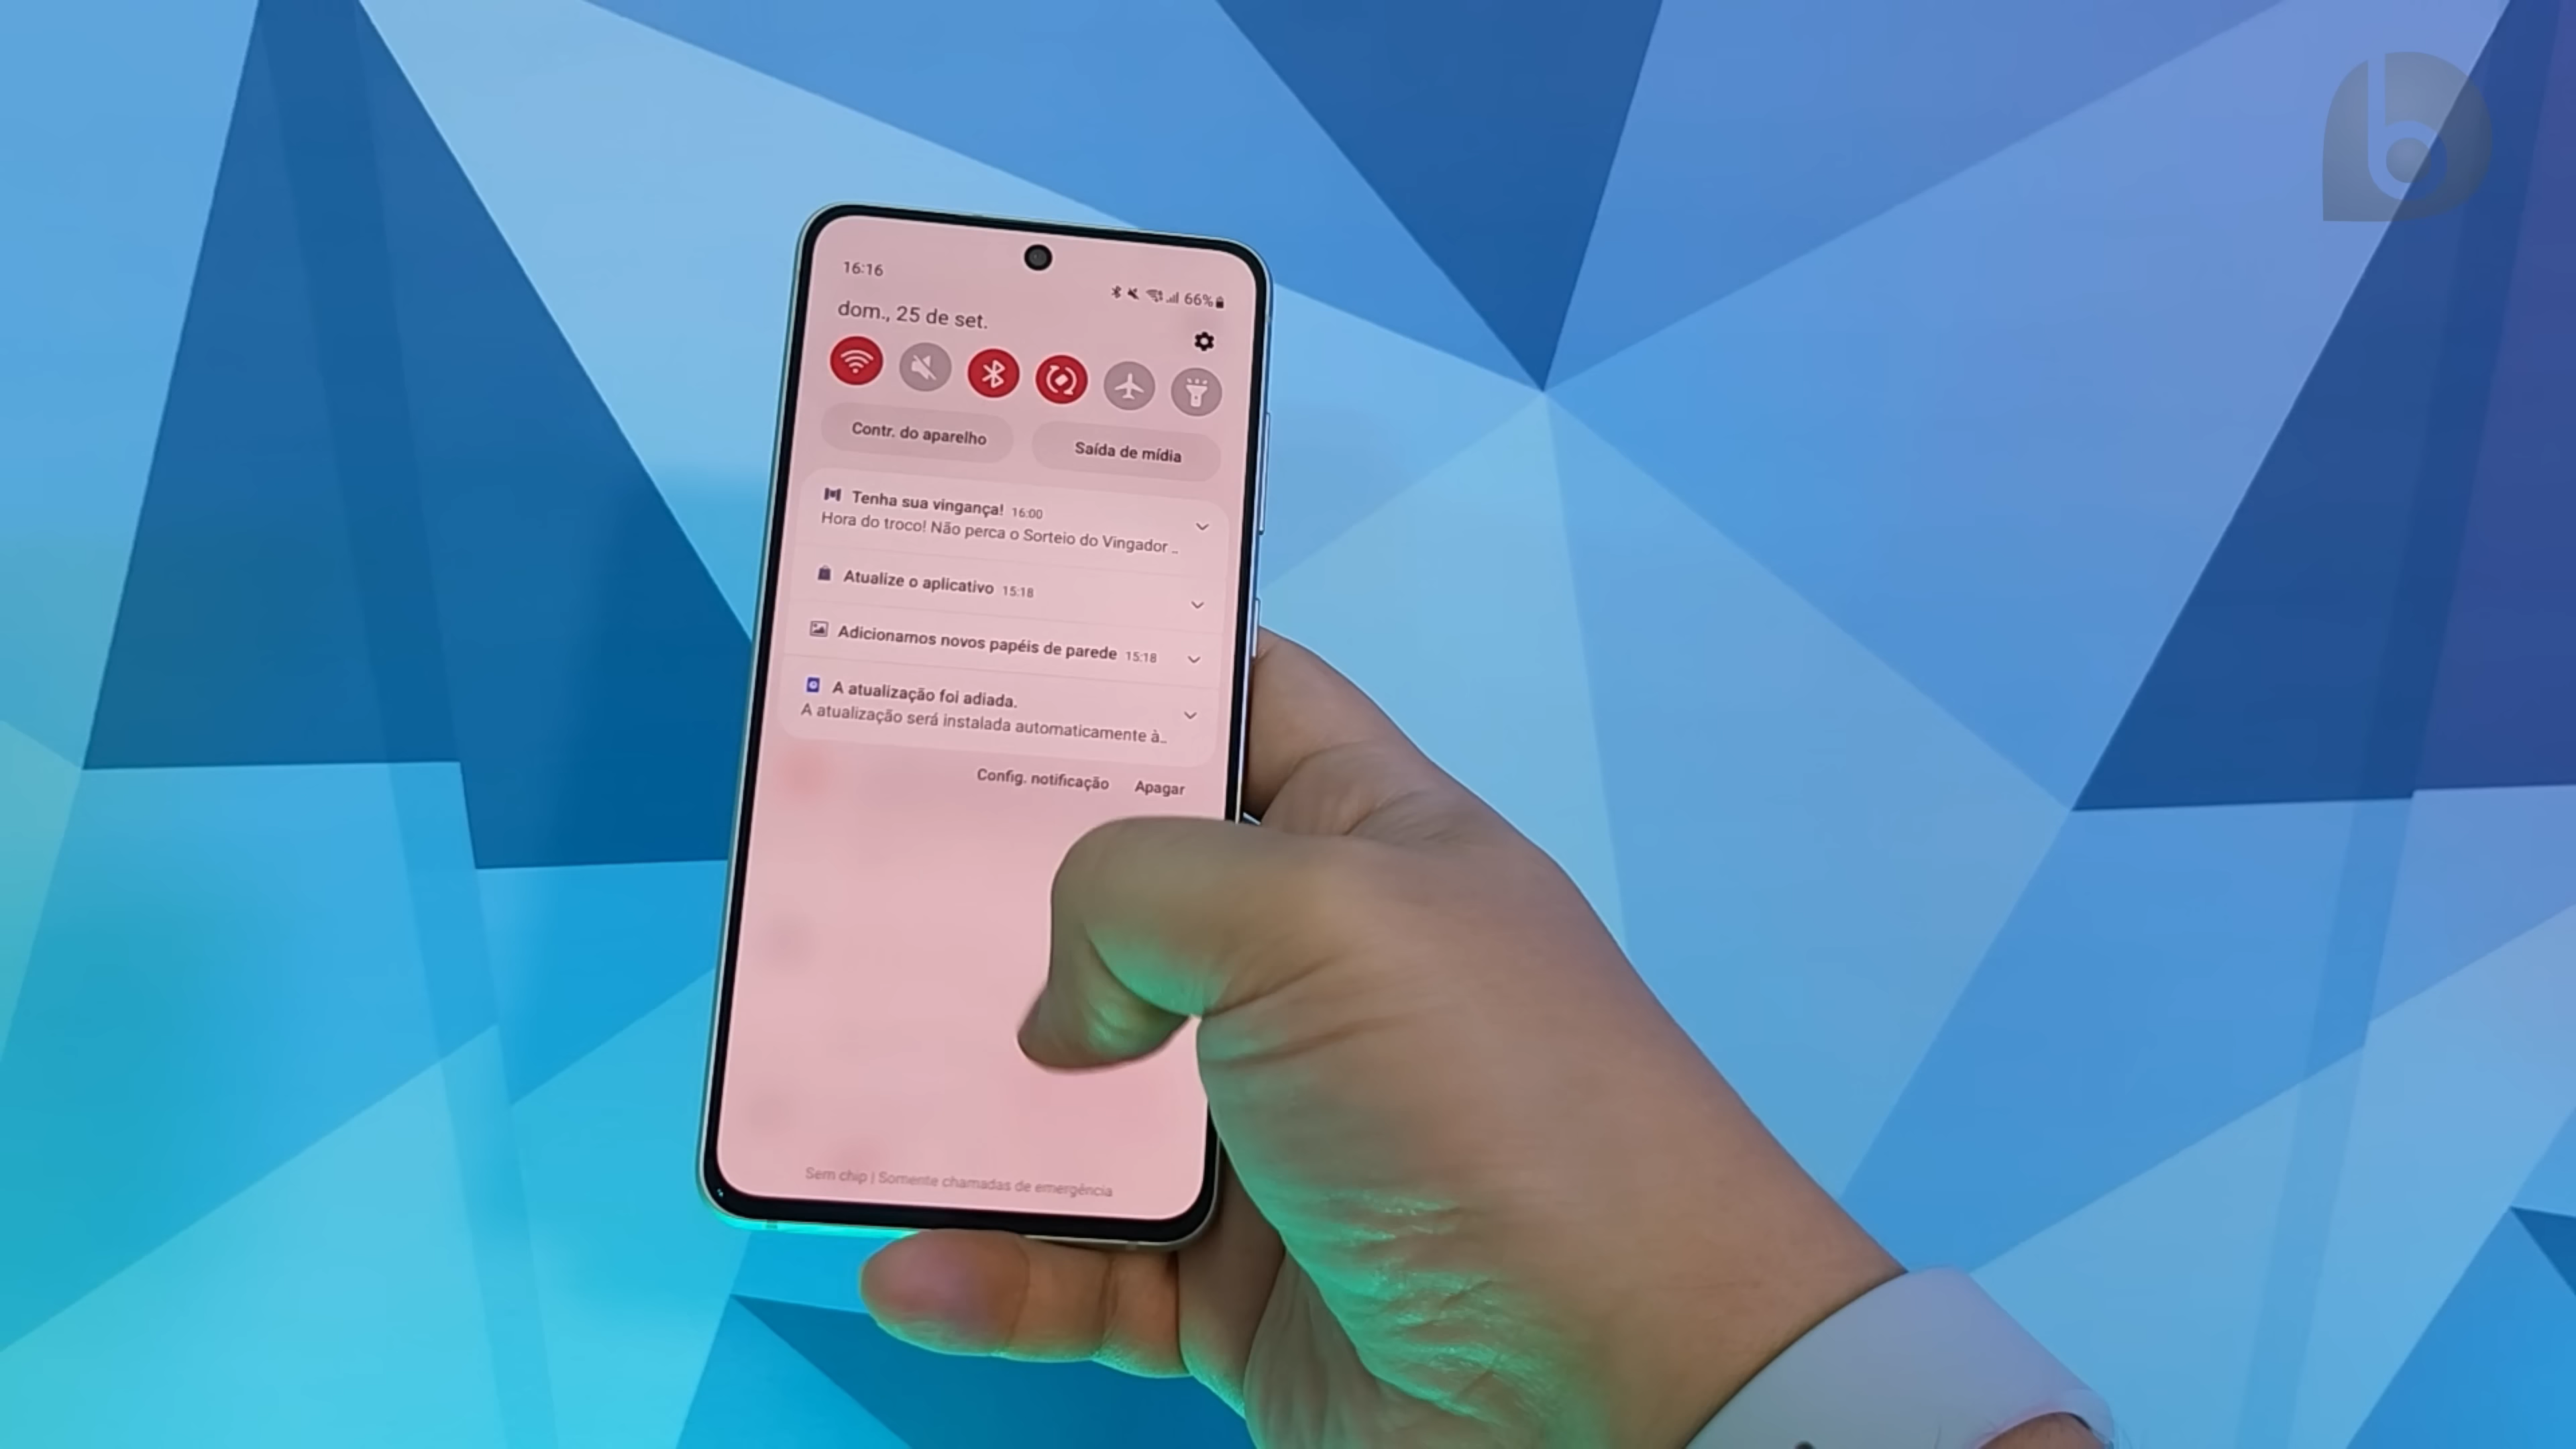 16:16
66%
dom., 25 de set.
Contr. do aparelho
Saída de mídia
Tenha sua vingança! 16:00
Hora do troco! Não perca o Sorteio do Vingador ..
Atualize o aplicativo 15:18
Adicionamos novos papéis de parede 15:18
A atualização foi adiada.
A atualização será instalada automaticamente à..
Config. notificação
Apagar
Sem chip | Somente chamadas de emergência